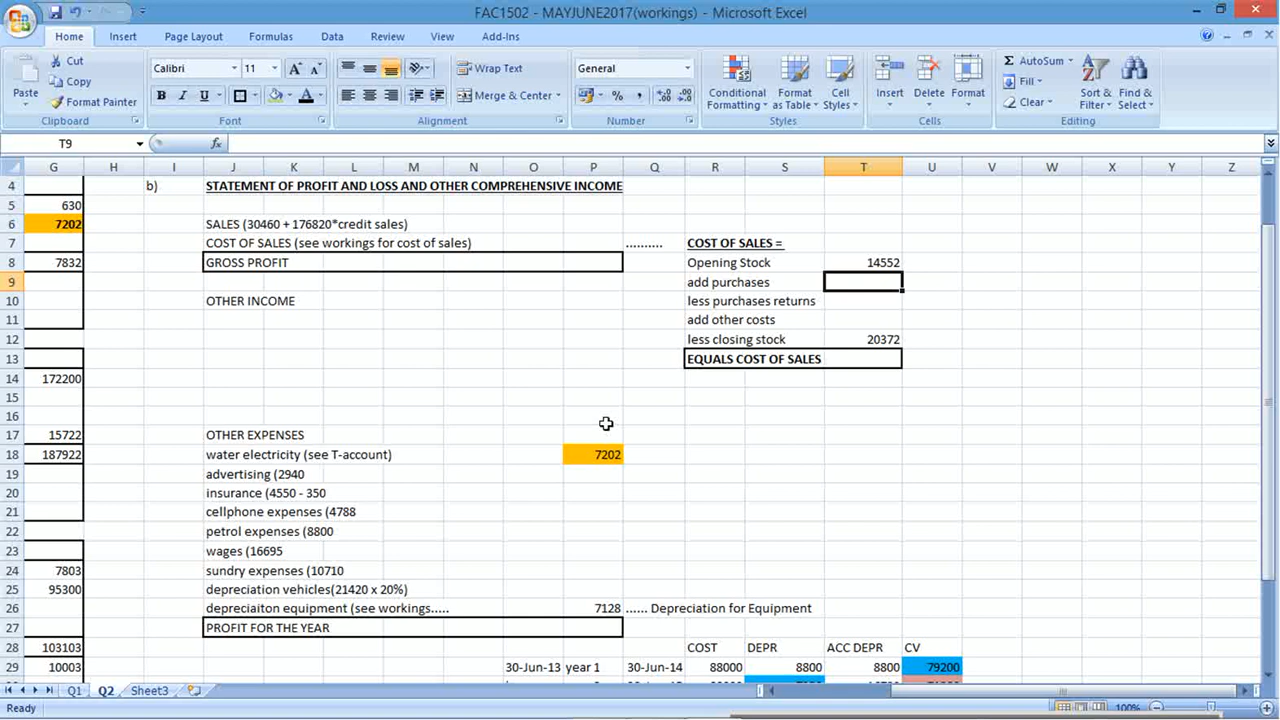 FAC1502 - MAYJUNE2017(workings) - Microsoft Excel
Home Insert Page Layout Formulas Data Review View Add-Ins
Paste Cut Copy Format Painter Clipboard
Calibri 11 A A B I U A Font
Wrap Text Merge & Center Alignment
General % , Number
Conditional Formatting Format as Table Cell Styles Styles
Insert Delete Format Cells
Σ AutoSum Fill Clear Sort & Filter Find & Select Editing
T9 fx
G H I J K L M N O P Q R S T U V W X Y Z
4 b) STATEMENT OF PROFIT AND LOSS AND OTHER COMPREHENSIVE INCOME
5 630
6 7202 SALES (30460 + 176820*credit sales)
7 COST OF SALES (see workings for cost of sales) .......... COST OF SALES =
8 7832 GROSS PROFIT Opening Stock 14552
9 add purchases
10 OTHER INCOME less purchases returns
11 add other costs
12 less closing stock 20372
13 EQUALS COST OF SALES
14 172200
15
16
17 15722 OTHER EXPENSES
18 187922 water electricity (see T-account) 7202
19 advertising (2940
20 insurance (4550 - 350
21 cellphone expenses (4788
22 petrol expenses (8800
23 wages (16695
24 7803 sundry expenses (10710
25 95300 depreciation vehicles(21420 x 20%)
26 depreciaiton equipment (see workings..... 7128 ...... Depreciation for Equipment
27 PROFIT FOR THE YEAR
28 103103 COST DEPR ACC DEPR CV
29 10003 30-Jun-13 year 1 30-Jun-14 88000 8800 8800 79200
Q1 Q2 Sheet3
Ready 100%